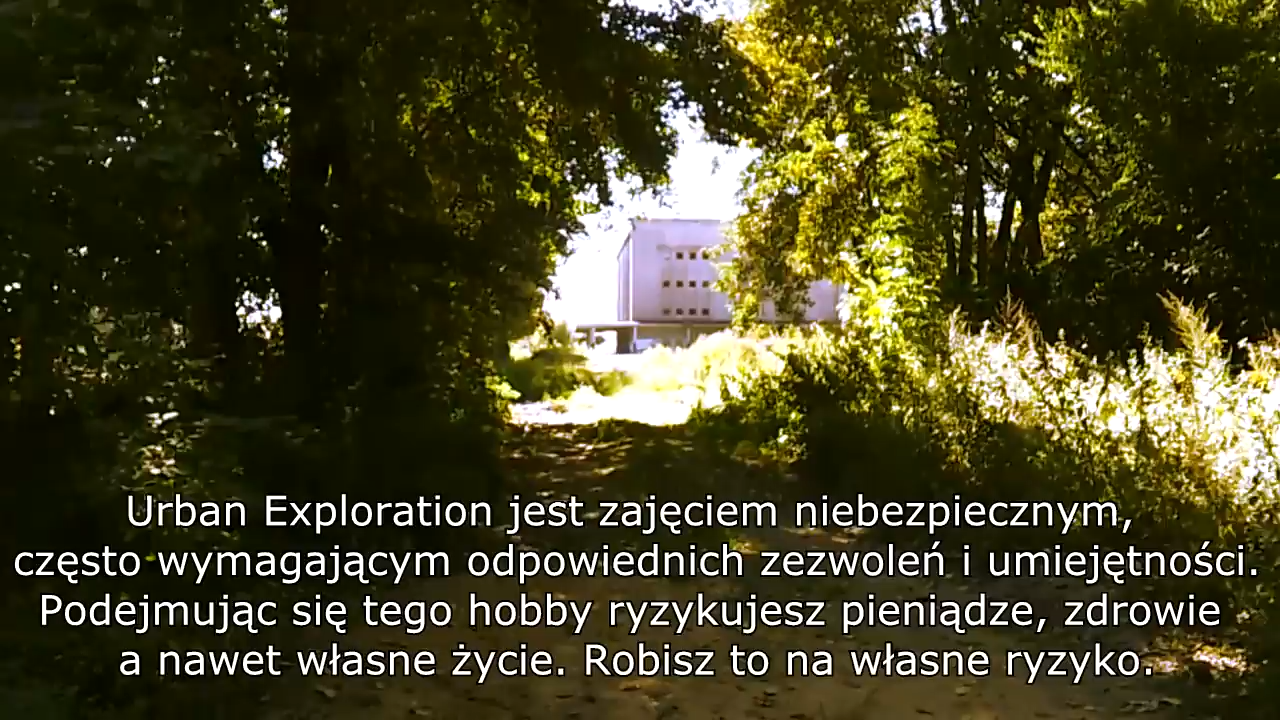 Urban Exploration jest zajęciem niebezpiecznym,
często wymagającym odpowiednich zezwoleń i umiejętności.
Podejmując się tego hobby ryzykujesz pieniądze, zdrowie
a nawet własne życie. Robisz to na własne ryzyko.